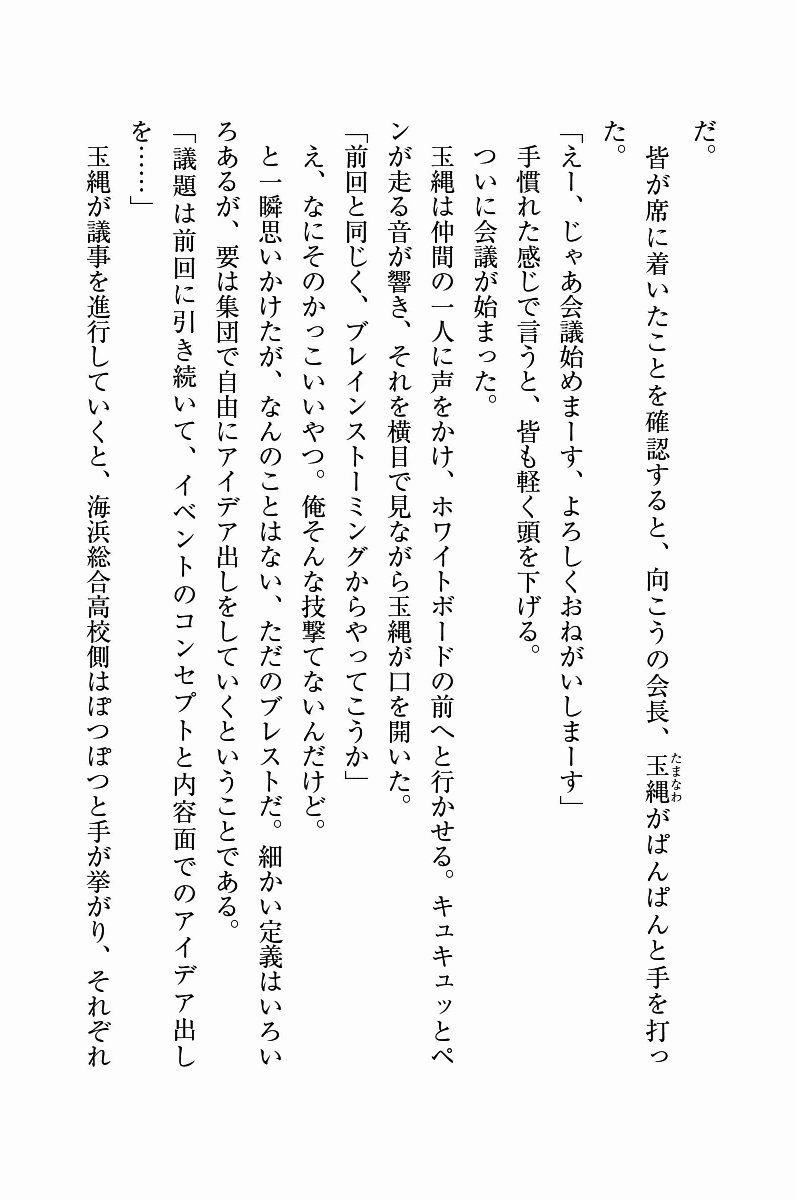 だ。
皆が席に着いたことを確認すると、向こうの会長、玉縄がぱんぱんと手を打っ
たまなわ
た。
「えー、じゃあ会議始めまーす、よろしくおねがいしまーす」
手慣れた感じで言うと、皆も軽く頭を下げる。
ついに会議が始まった。
玉縄は仲間の一人に声をかけ、ホワイトボードの前へと行かせる。キュキュッとペ
ンが走る音が響き、それを横目で見ながら玉縄が口を開いた。
「前回と同じく、ブレインストーミングからやってこうか」
え、なにそのかっこいいやつ。俺そんな技撃てないんだけど。
と一瞬思いかけたが、なんのことはない、ただのブレストだ。細かい定義はいろい
ろあるが、要は集団で自由にアイデア出しをしていくということである。
「議題は前回に引き続いて、イベントのコンセプトと内容面でのアイデア出し
を……」
玉縄が議事を進行していくと、海浜総合高校側はぽつぽつと手が挙がり、それぞれ